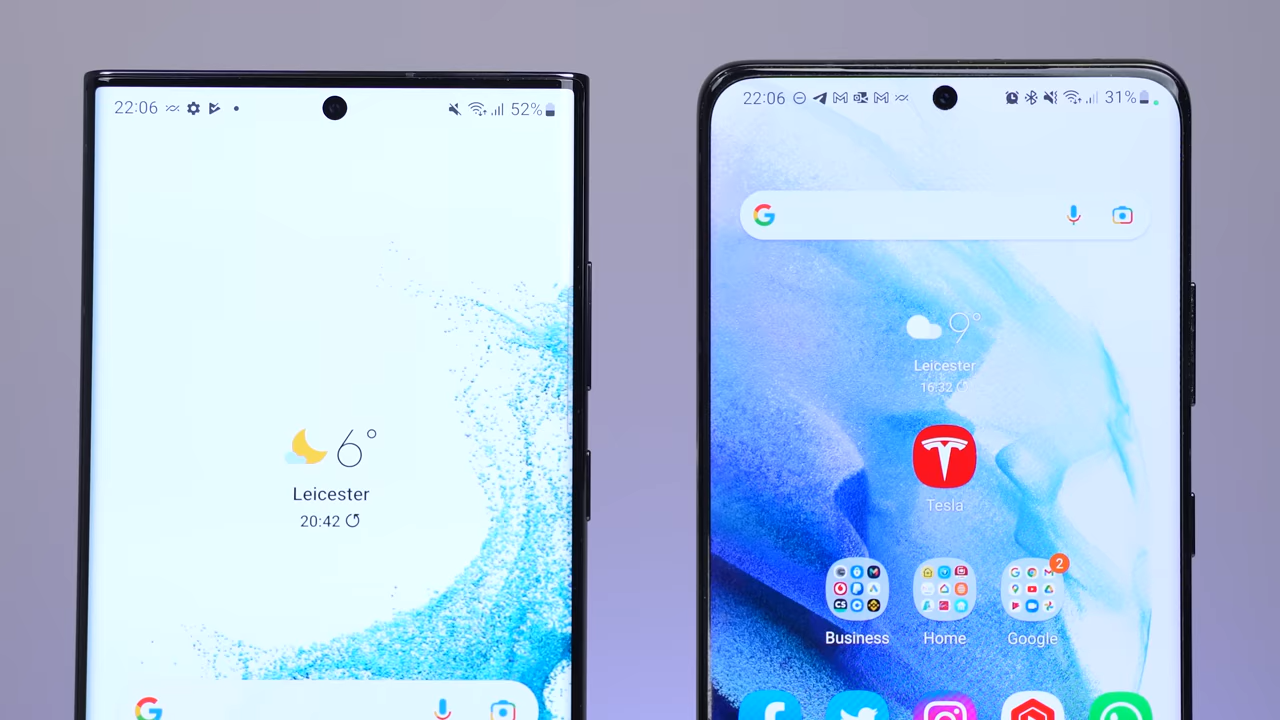 22:06
52%
6°
Leicester
20:42
22:06
31%
9°
Leicester
16:32
Tesla
2
Business
Home
Google